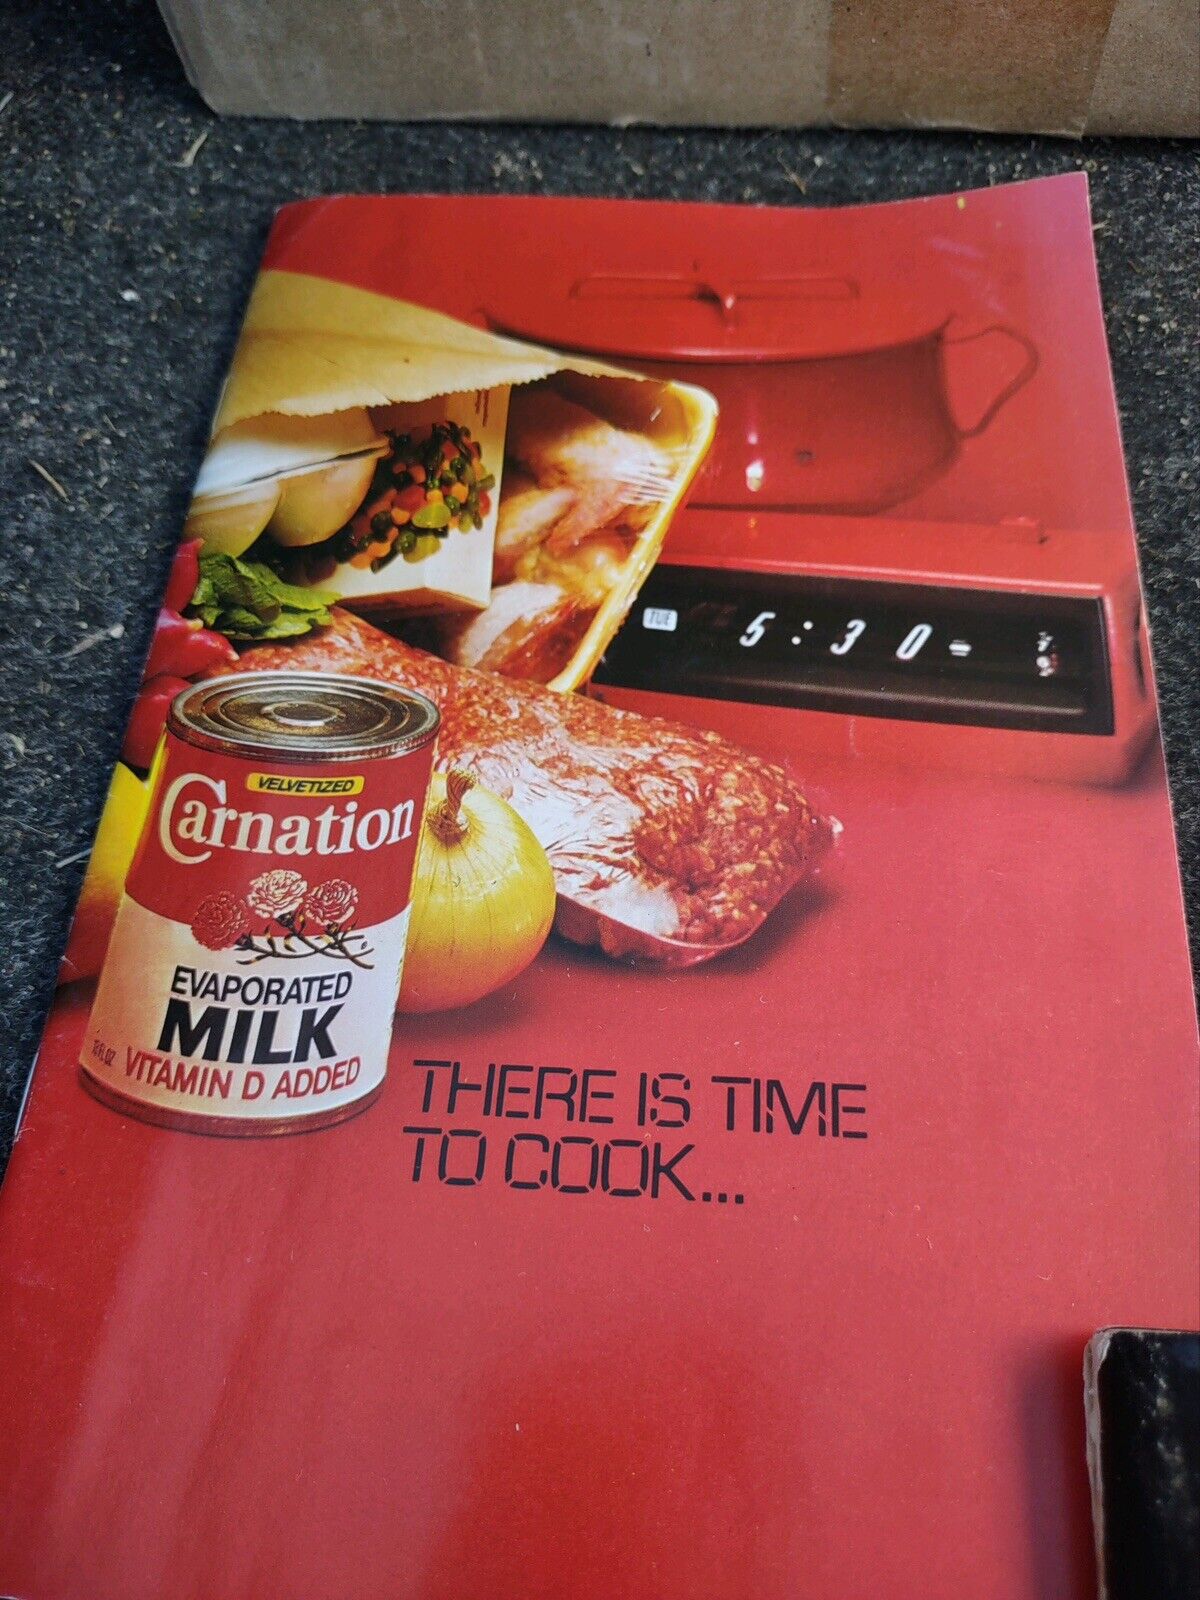 TUE 5:30
VELVETIZED
Carnation
EVAPORATED
MILK
VITAMIN D ADDED
THERE IS TIME
TO COOK...